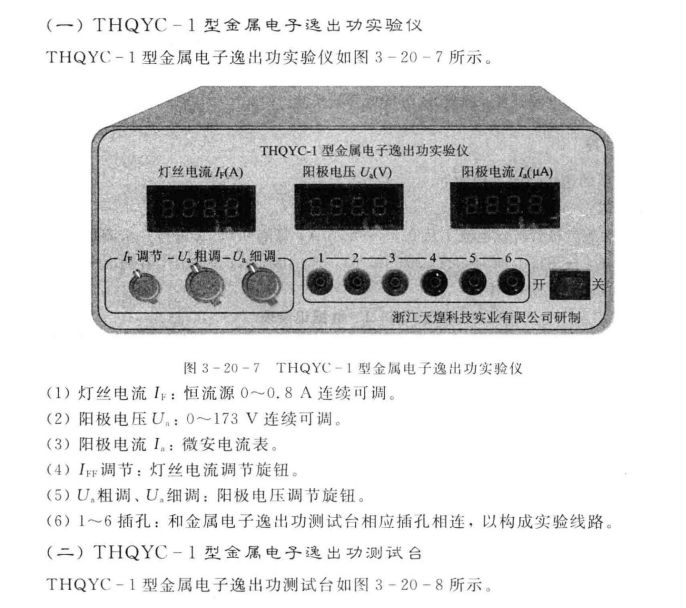 （一）THQYC－1型金属电子逸出功实验仪
THQYC－1型金属电子逸出功实验仪如图3－20－7所示。
THQYC-1 型金属电子逸出功实验仪
灯丝电流 IF(A) 阳极电压 Ua(V) 阳极电流 Ia(μA)
IF 调节 Ua 粗调 Ua 细调 1 2 3 4 5 6
开 关
浙江天煌科技实业有限公司研制
图 3－20－7 THQYC－1型金属电子逸出功实验仪
（1）灯丝电流 IF：恒流源 0～0.8 A 连续可调。
（2）阳极电压 Ua：0～173 V 连续可调。
（3）阳极电流 Ia：微安电流表。
（4）IFF调节：灯丝电流调节旋钮。
（5）Ua粗调、Ua细调：阳极电压调节旋钮。
（6）1～6 插孔：和金属电子逸出功测试台相应插孔相连，以构成实验线路。
（二）THQYC－1型金属电子逸出功测试台
THQYC－1型金属电子逸出功测试台如图 3－20－8 所示。